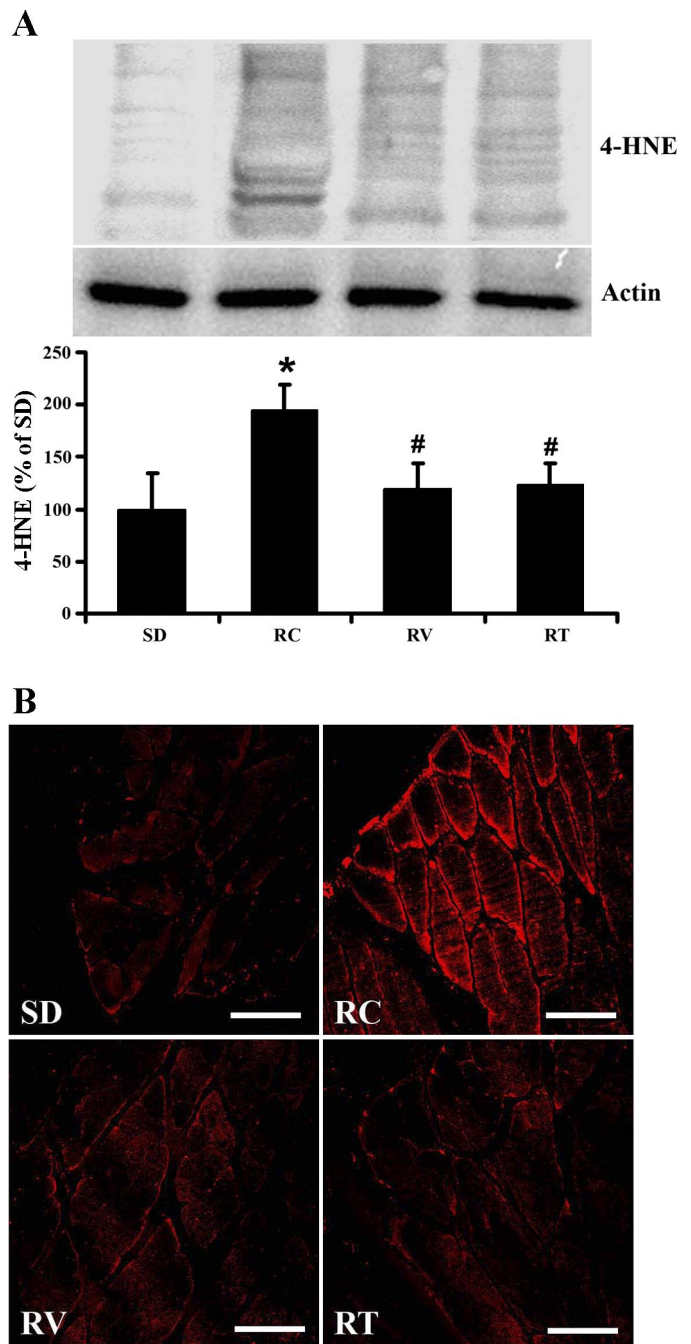 A
4-HNE
Actin
4-HNE (% of SD)
250
200
150
100
50
0
*
#
#
SD RC RV RT
B
SD RC
RV RT